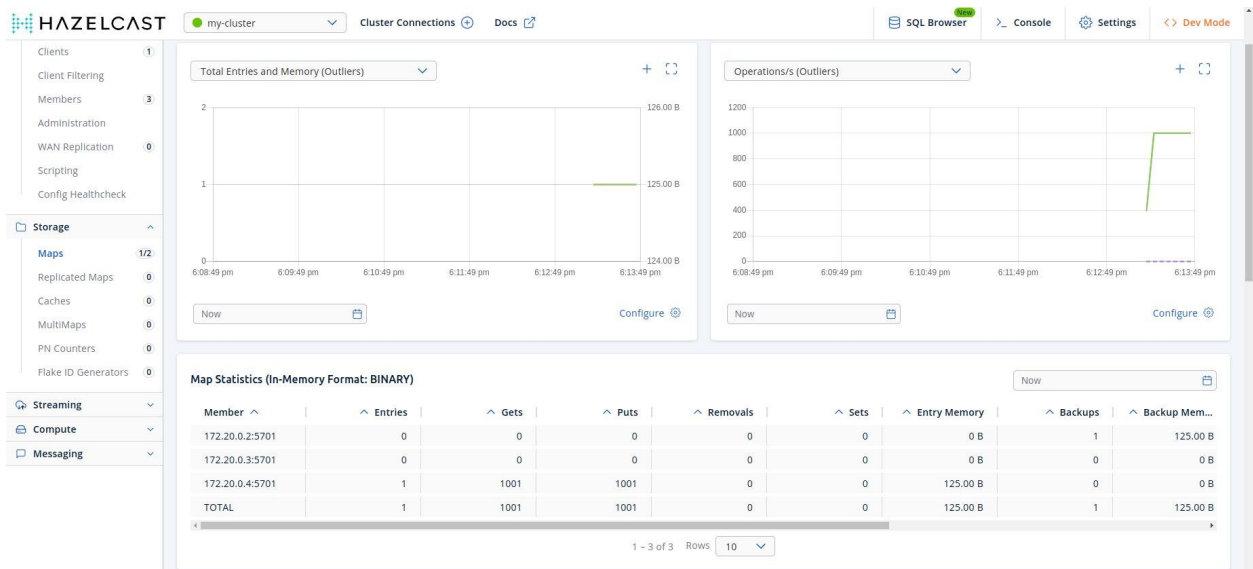 HAZELCAST my-cluster Cluster Connections Docs New SQL Browser >_ Console Settings <> Dev Mode
Clients 1
Client Filtering
Members 3
Administration
WAN Replication 0
Scripting
Config Healthcheck
Storage
Maps 1/2
Replicated Maps 0
Caches 0
MultiMaps 0
PN Counters 0
Flake ID Generators 0
Streaming
Compute
Messaging
Total Entries and Memory (Outliers)
2 126.00 B
1 125.00 B
0 124.00 B
6:08:49 pm 6:09:49 pm 6:10:49 pm 6:11:49 pm 6:12:49 pm 6:13:49 pm
Now Configure
Operations/s (Outliers)
1200
1000
800
600
400
200
0
6:08:49 pm 6:09:49 pm 6:10:49 pm 6:11:49 pm 6:12:49 pm 6:13:49 pm
Now Configure
Map Statistics (In-Memory Format: BINARY) Now
Member Entries Gets Puts Removals Sets Entry Memory Backups Backup Mem...
172.20.0.2:5701 0 0 0 0 0 0 B 1 125.00 B
172.20.0.3:5701 0 0 0 0 0 0 B 0 0 B
172.20.0.4:5701 1 1001 1001 0 0 125.00 B 0 0 B
TOTAL 1 1001 1001 0 0 125.00 B 1 125.00 B
1 – 3 of 3 Rows 10